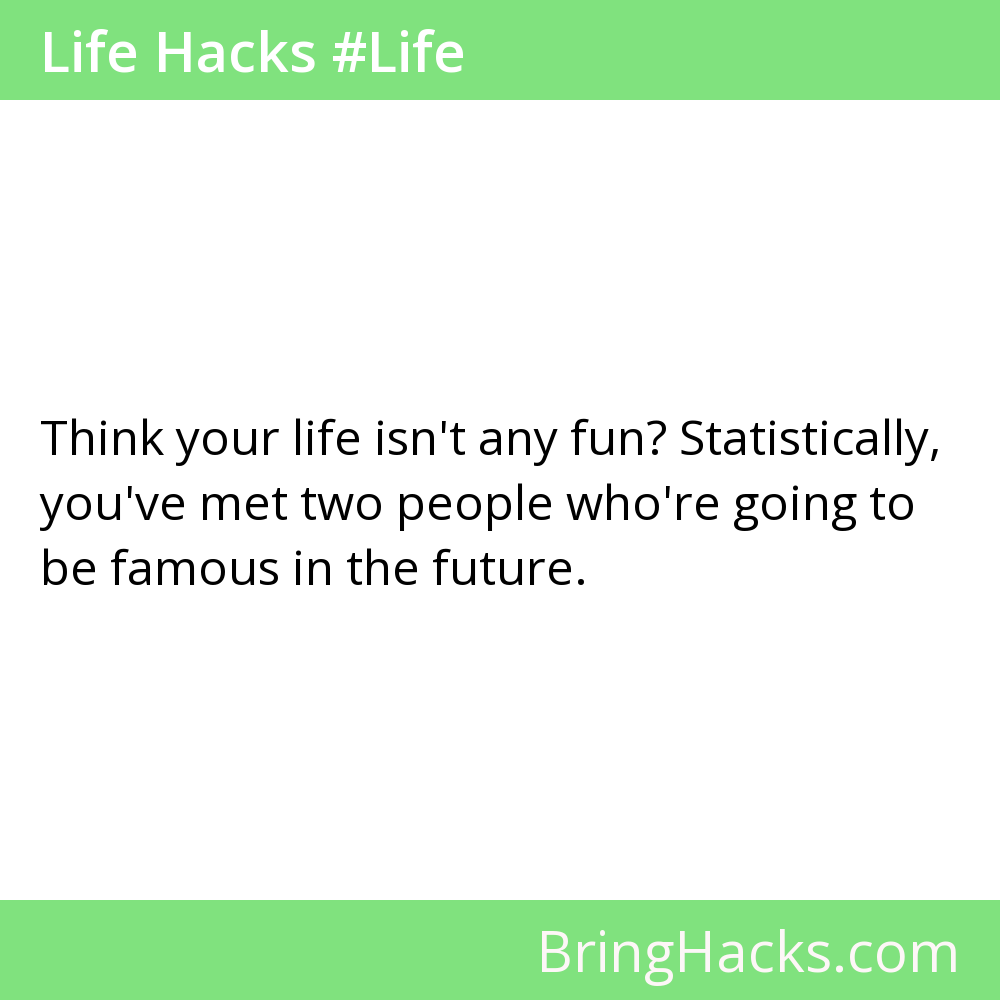 Life Hacks #Life
Think your life isn't any fun? Statistically,
you've met two people who're going to
be famous in the future.
BringHacks.com